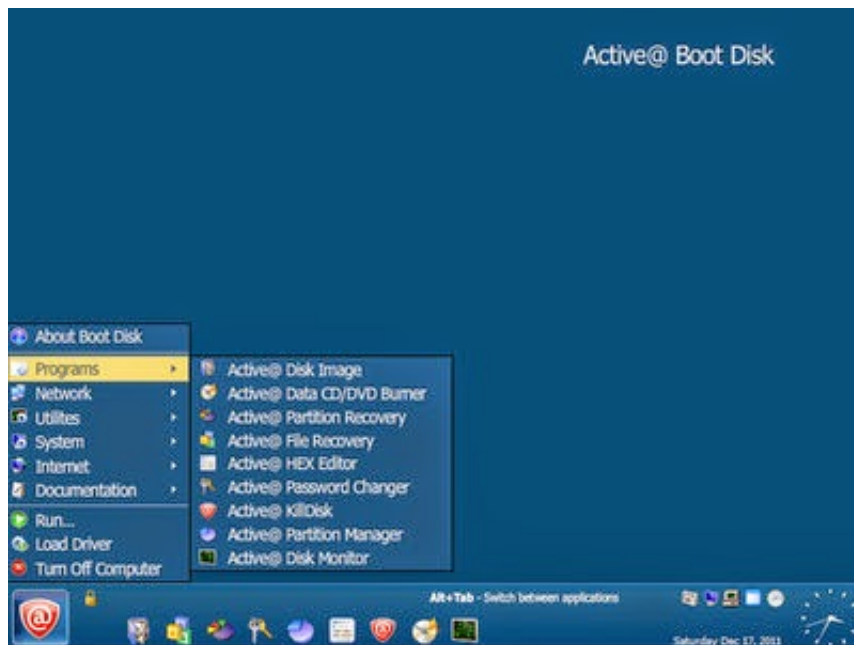 Active@ Boot Disk
About Boot Disk
Programs
Network
Utilites
System
Internet
Documentation
Run...
Load Driver
Turn Off Computer
Active@ Disk Image
Active@ Data CD/DVD Burner
Active@ Partition Recovery
Active@ File Recovery
Active@ HEX Editor
Active@ Password Changer
Active@ KillDisk
Active@ Partition Manager
Active@ Disk Monitor
Alt+Tab - Switch between applications
Saturday Dec 17, 2011